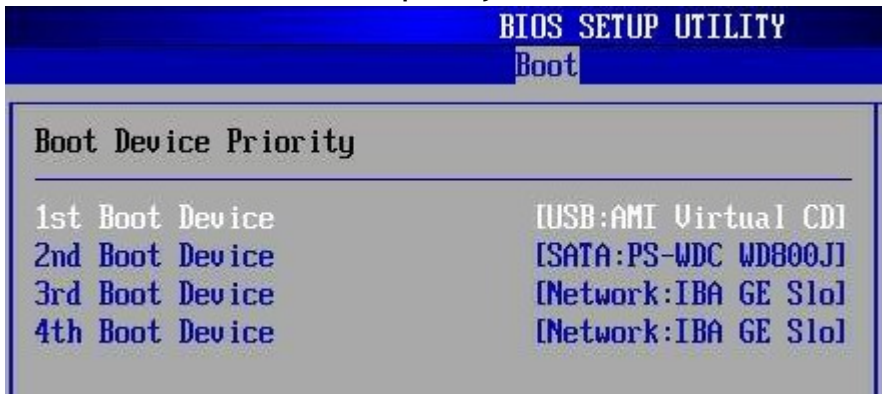 BIOS SETUP UTILITY
Boot
Boot Device Priority
1st Boot Device [USB:AMI Virtual CD]
2nd Boot Device [SATA:PS-WDC WD800J]
3rd Boot Device [Network:IBA GE Slo]
4th Boot Device [Network:IBA GE Slo]